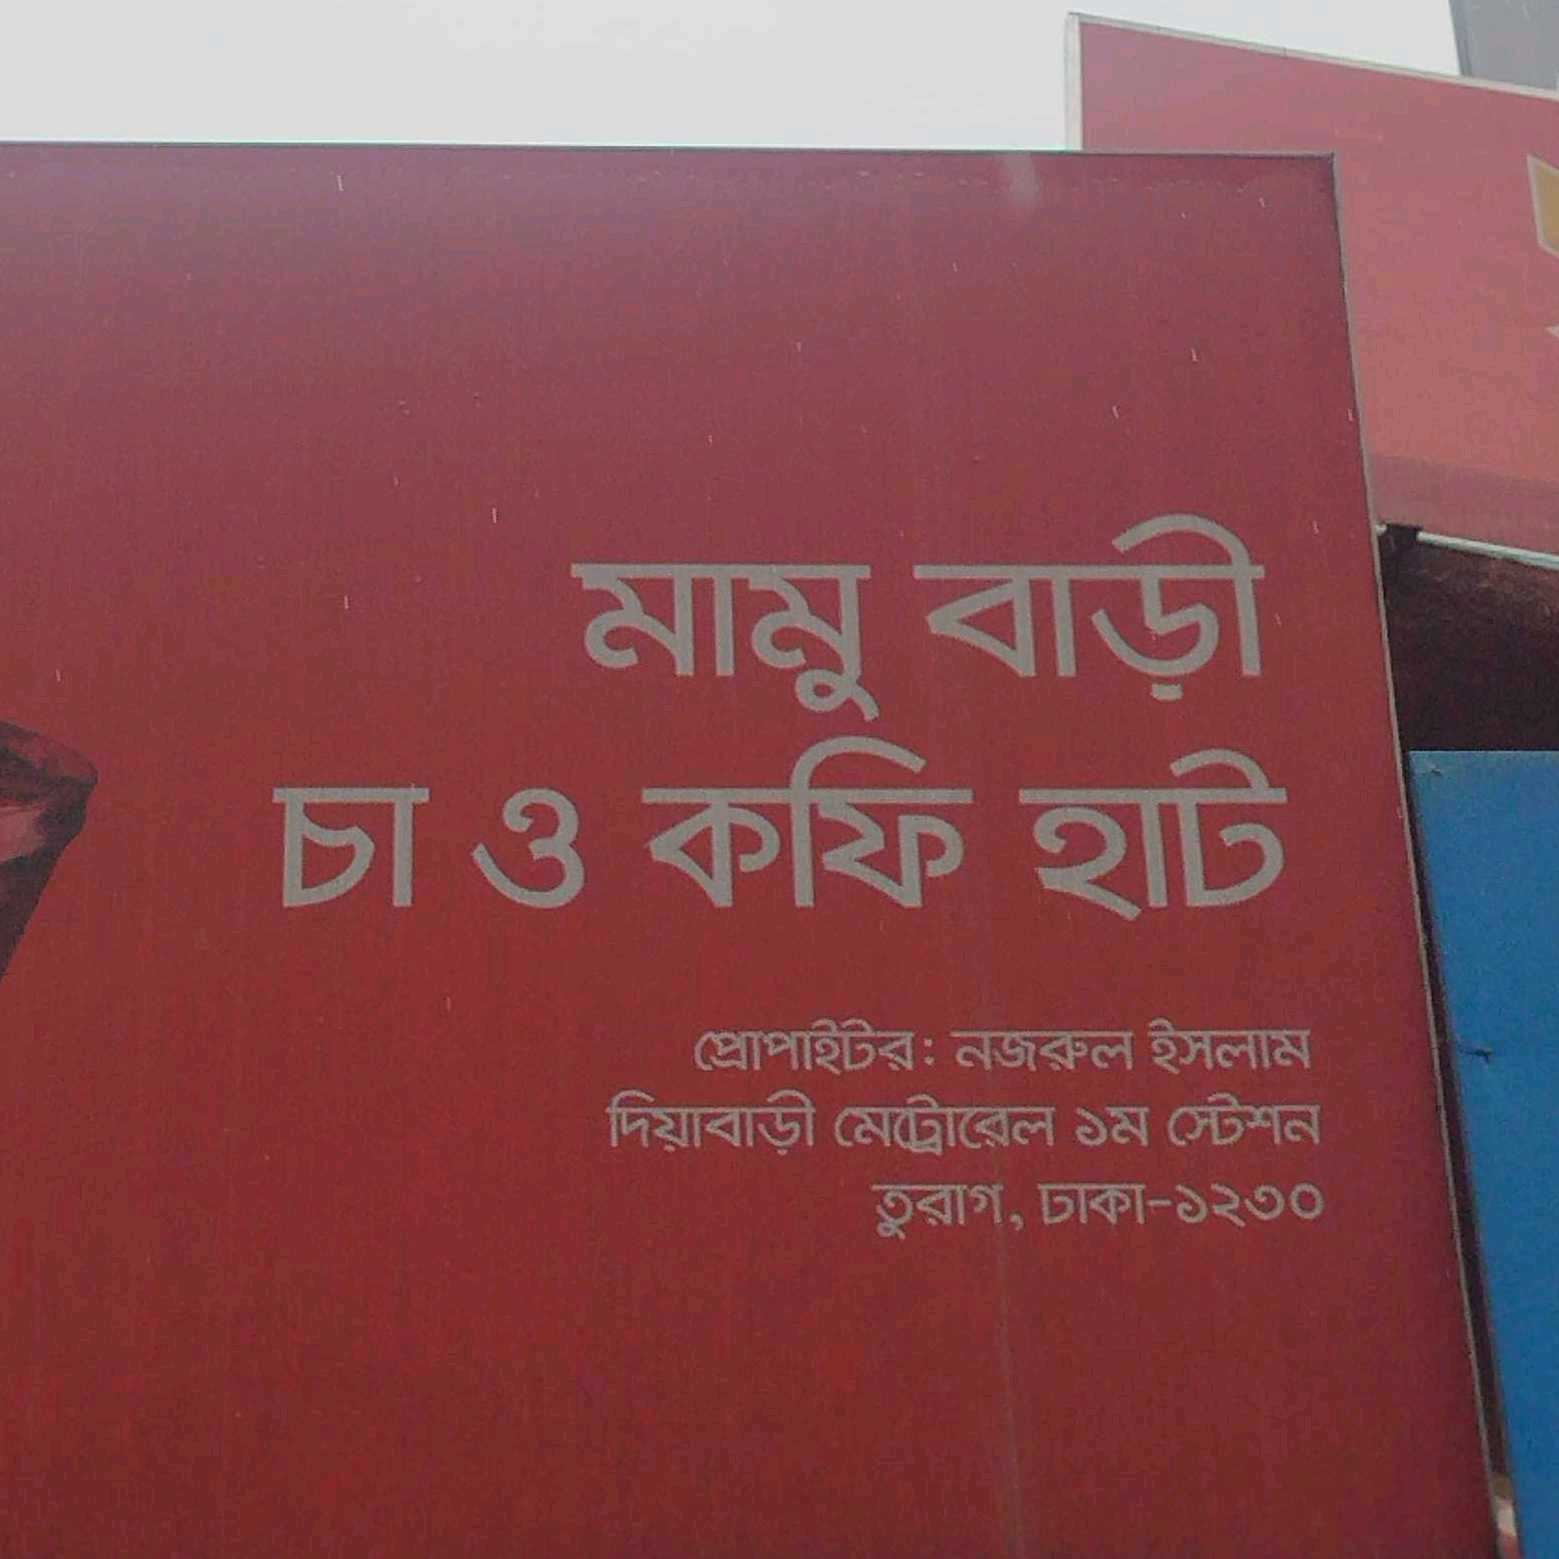 মামু বাড়ী
চা ও কফি হাট
প্রোপাইটর: নজরুল ইসলাম
দিয়াবাড়ী মেট্রোরেল ১ম স্টেশন
তুরাগ, ঢাকা-১২৩০